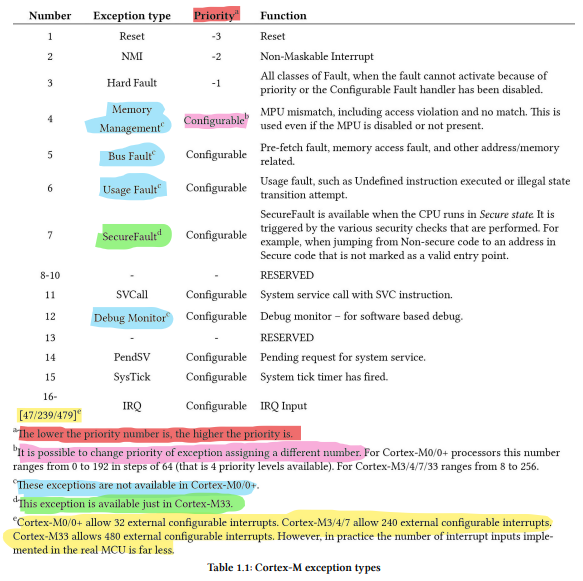 Number Exception type Priorityᵃ Function
1 Reset -3 Reset
2 NMI -2 Non-Maskable Interrupt
3 Hard Fault -1 All classes of Fault, when the fault cannot activate because of
priority or the Configurable Fault handler has been disabled.
4 Memory
Managementᶜ Configurableᵇ MPU mismatch, including access violation and no match. This is
used even if the MPU is disabled or not present.
5 Bus Faultᶜ Configurable Pre-fetch fault, memory access fault, and other address/memory
related.
6 Usage Faultᶜ Configurable Usage fault, such as Undefined instruction executed or illegal state
transition attempt.
7 SecureFaultᵈ Configurable SecureFault is available when the CPU runs in Secure state. It is
triggered by the various security checks that are performed. For
example, when jumping from Non-secure code to an address in
Secure code that is not marked as a valid entry point.
8-10 - - RESERVED
11 SVCall Configurable System service call with SVC instruction.
12 Debug Monitorᶜ Configurable Debug monitor – for software based debug.
13 - - RESERVED
14 PendSV Configurable Pending request for system service.
15 SysTick Configurable System tick timer has fired.
16-
[47/239/479]ᵉ IRQ Configurable IRQ Input
ᵃThe lower the priority number is, the higher the priority is.
ᵇIt is possible to change priority of exception assigning a different number. For Cortex-M0/0+ processors this number
ranges from 0 to 192 in steps of 64 (that is 4 priority levels available). For Cortex-M3/4/7/33 ranges from 8 to 256.
ᶜThese exceptions are not available in Cortex-M0/0+.
ᵈThis exception is available just in Cortex-M33.
ᵉCortex-M0/0+ allow 32 external configurable interrupts. Cortex-M3/4/7 allow 240 external configurable interrupts.
Cortex-M33 allows 480 external configurable interrupts. However, in practice the number of interrupt inputs imple-
mented in the real MCU is far less.
Table 1.1: Cortex-M exception types